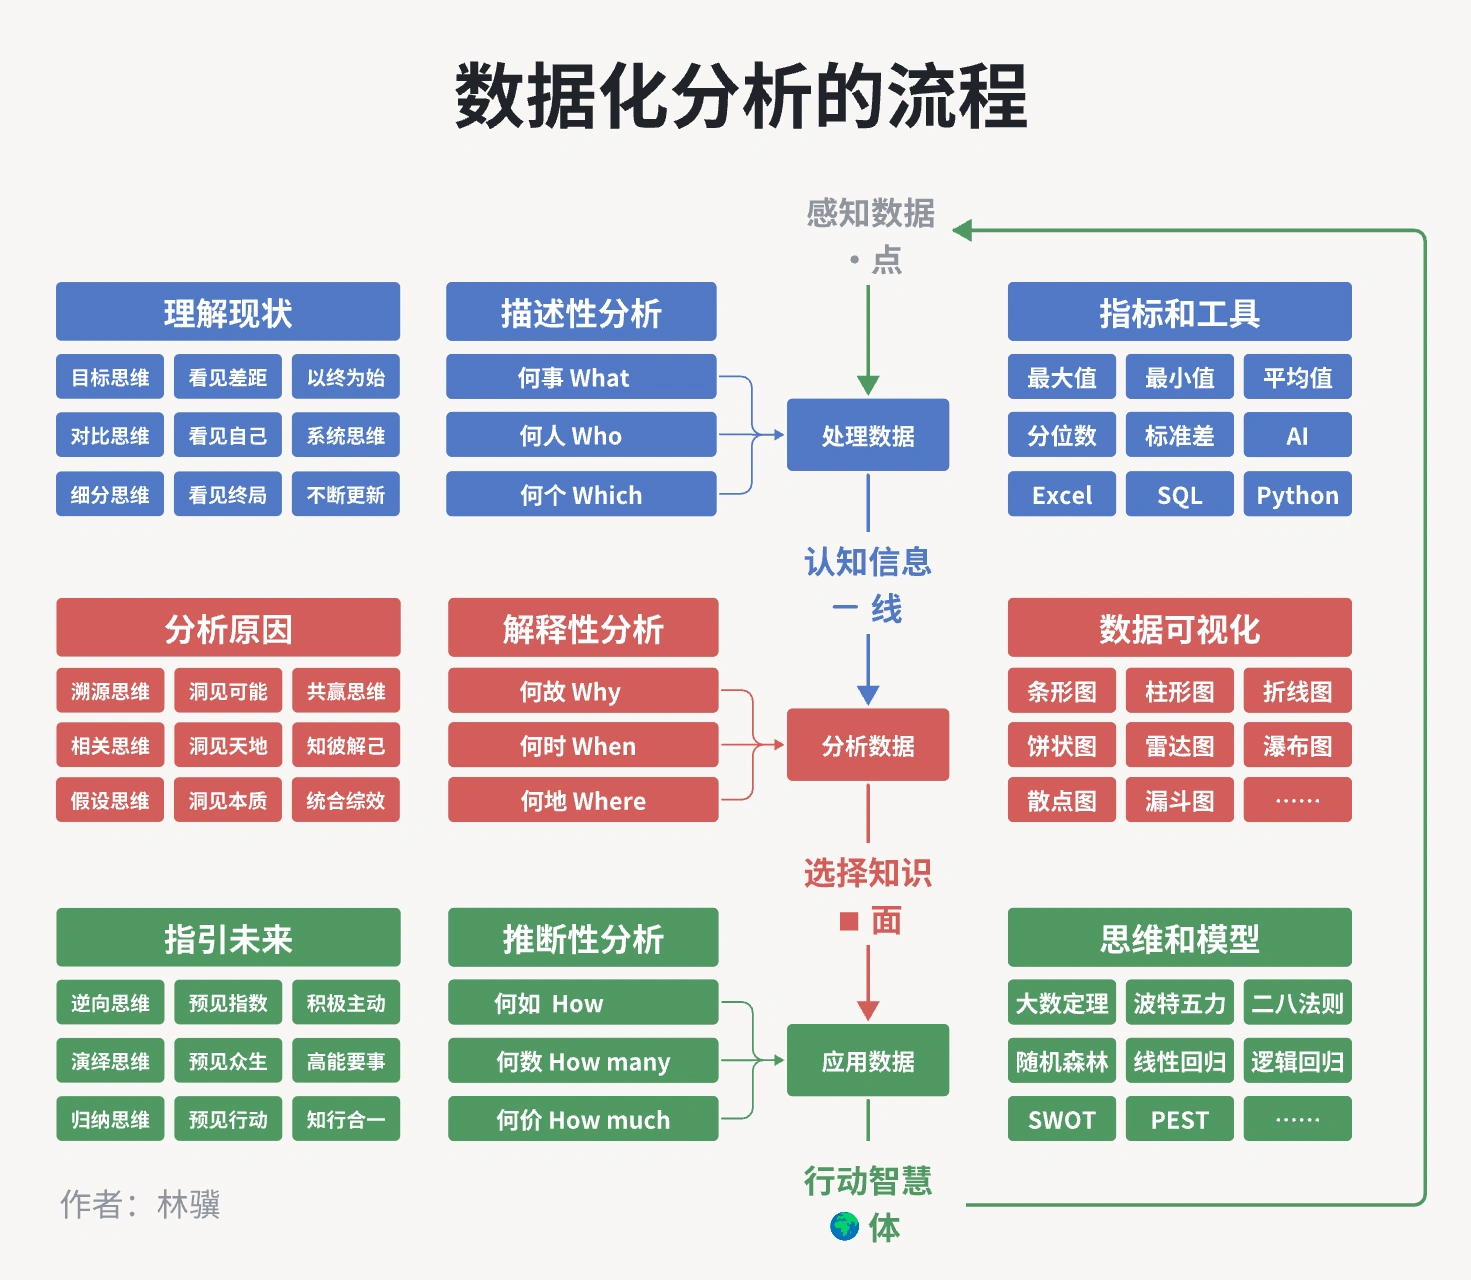 数据化分析的流程
感知数据
· 点
理解现状
目标思维 看见差距 以终为始
对比思维 看见自己 系统思维
细分思维 看见终局 不断更新
描述性分析
何事 What
何人 Who
何个 Which
处理数据
指标和工具
最大值 最小值 平均值
分位数 标准差 AI
Excel SQL Python
认知信息
一 线
分析原因
溯源思维 洞见可能 共赢思维
相关思维 洞见天地 知彼解己
假设思维 洞见本质 统合综效
解释性分析
何故 Why
何时 When
何地 Where
分析数据
数据可视化
条形图 柱形图 折线图
饼状图 雷达图 瀑布图
散点图 漏斗图 ……
选择知识
■ 面
指引未来
逆向思维 预见指数 积极主动
演绎思维 预见众生 高能要事
归纳思维 预见行动 知行合一
推断性分析
何如 How
何数 How many
何价 How much
应用数据
思维和模型
大数定理 波特五力 二八法则
随机森林 线性回归 逻辑回归
SWOT PEST ……
行动智慧
🌍 体
作者：林骥